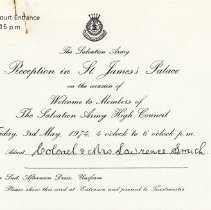 ourt Entrance
15 p.m.
The Salvation Army
Reception in St James's Palace
on the occasion of
Welcome to Members of
The Salvation Army High Council
day, 3rd May, 1974, 4 o'clock to 6 o'clock p.m.
Admit Colonel & Mrs Lawrence Smith
Suit, Afternoon Dress, Uniform
Please show this card at Entrance and present to Toastmaster